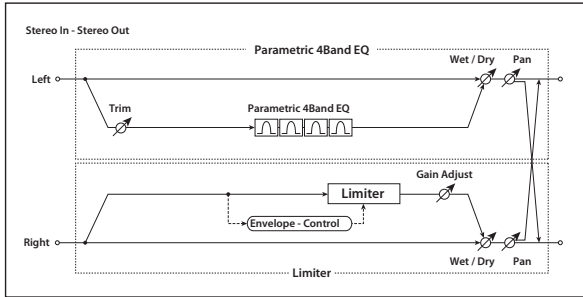 Stereo In - Stereo Out
Parametric 4Band EQ
Wet / Dry
Pan
Left
Trim
Parametric 4Band EQ
Gain Adjust
Limiter
Envelope - Control
Right
Wet / Dry
Pan
Limiter